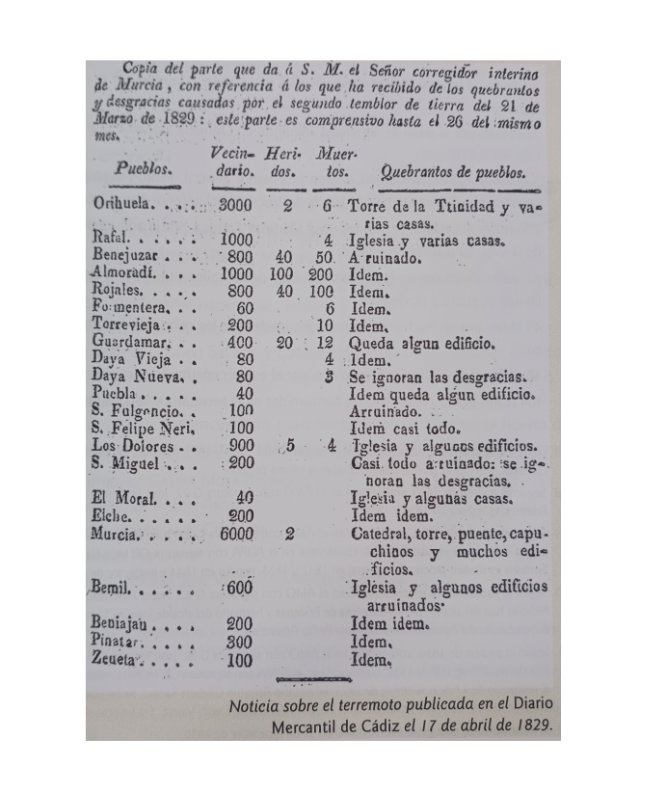 Copia del parte que da á S. M. el Señor corregidor interino
de Murcia, con referencia á los que ha recibido de los quebrantos
y desgracias causadas por el segundo temblor de tierra del 21 de
Marzo de 1829: este parte es comprensivo hasta el 26 del mismo
mes.
Pueblos. Vecin-dario. Heri-dos. Muer-tos. Quebrantos de pueblos.
Orihuela. 3000 2 6 Torre de la Ttinidad y va-
rias casas.
Rafal. 1000 4 Iglesia y varias casas.
Benejuzar 800 40 50 Arruinado.
Almoradí. 1000 100 200 Idem.
Rojales. 800 40 100 Idem.
Formentera. 60 6 Idem.
Torrevieja. 200 10 Idem.
Guardamar. 400 20 12 Queda algun edificio.
Daya Vieja 80 4 Idem.
Daya Nueva. 80 3 Se ignoran las desgracias.
Puebla 40 Idem queda algun edificio.
S. Fulgencio. 100 Arruinado.
S. Felipe Neri. 100 Idem casi todo.
Los Dolores 900 5 4 Iglesia y algunos edificios.
S. Miguel 200 Casi todo arruinado: se ig-
noran las desgracias.
El Moral. 40 Iglesia y algunas casas.
Elche. 200 Idem idem.
Murcia. 6000 2 Catedral, torre, puente, capu-
chinos y muchos edi-
ficios.
Bemil. 600 Iglesia y algunos edificios
arruinados.
Beniajau 200 Idem idem.
Pinatar. 300 Idem.
Zeueta. 100 Idem.
Noticia sobre el terremoto publicada en el Diario
Mercantil de Cádiz el 17 de abril de 1829.